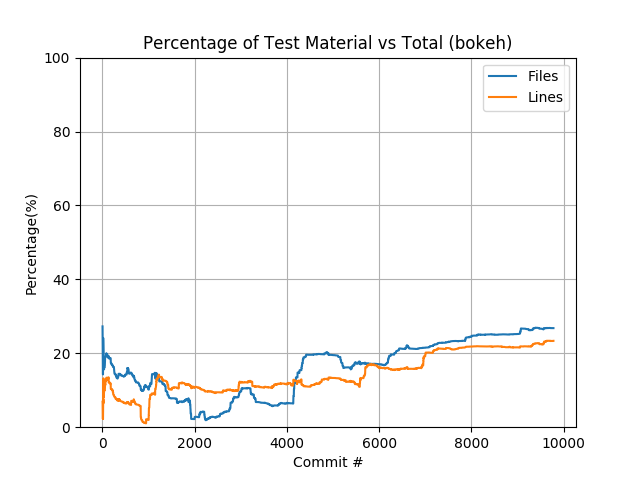 Percentage of Test Material vs Total (bokeh)
Files
Lines
100
80
60
40
20
0
Percentage(%)
0 2000 4000 6000 8000 10000
Commit #